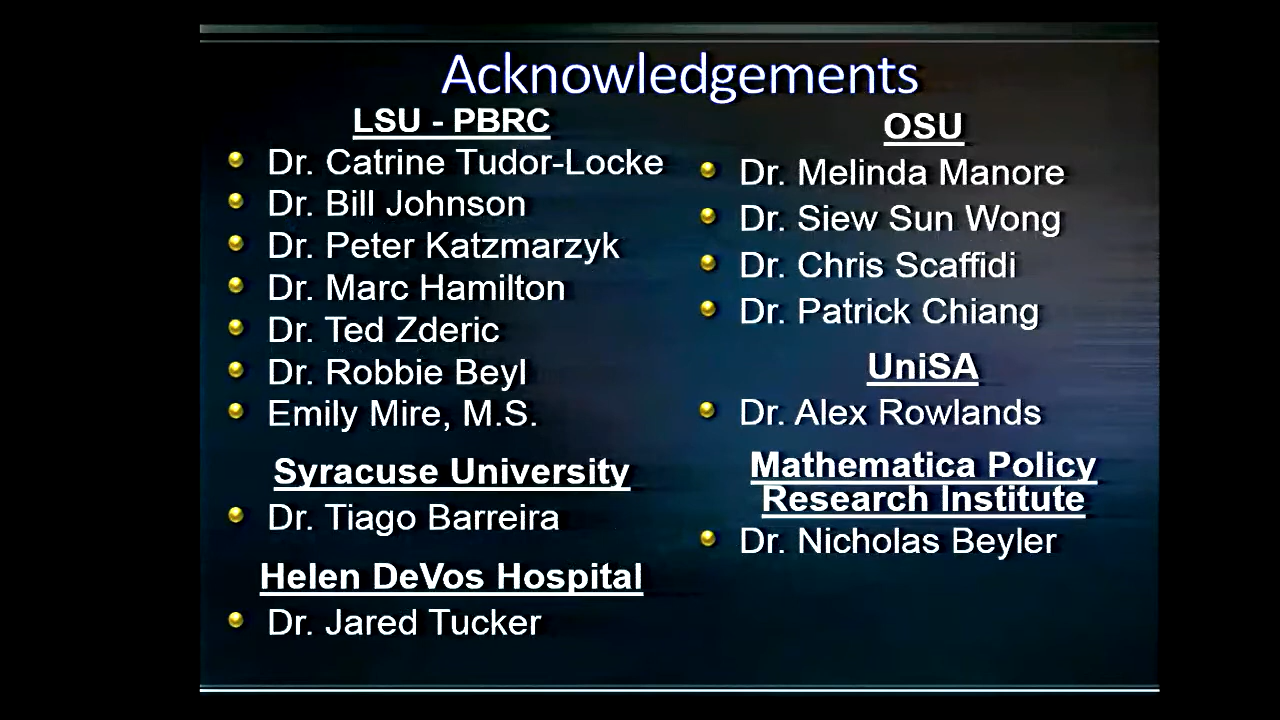 Acknowledgements
LSU - PBRC
Dr. Catrine Tudor-Locke
Dr. Bill Johnson
Dr. Peter Katzmarzyk
Dr. Marc Hamilton
Dr. Ted Zderic
Dr. Robbie Beyl
Emily Mire, M.S.
Syracuse University
Dr. Tiago Barreira
Helen DeVos Hospital
Dr. Jared Tucker
OSU
Dr. Melinda Manore
Dr. Siew Sun Wong
Dr. Chris Scaffidi
Dr. Patrick Chiang
UniSA
Dr. Alex Rowlands
Mathematica Policy
Research Institute
Dr. Nicholas Beyler